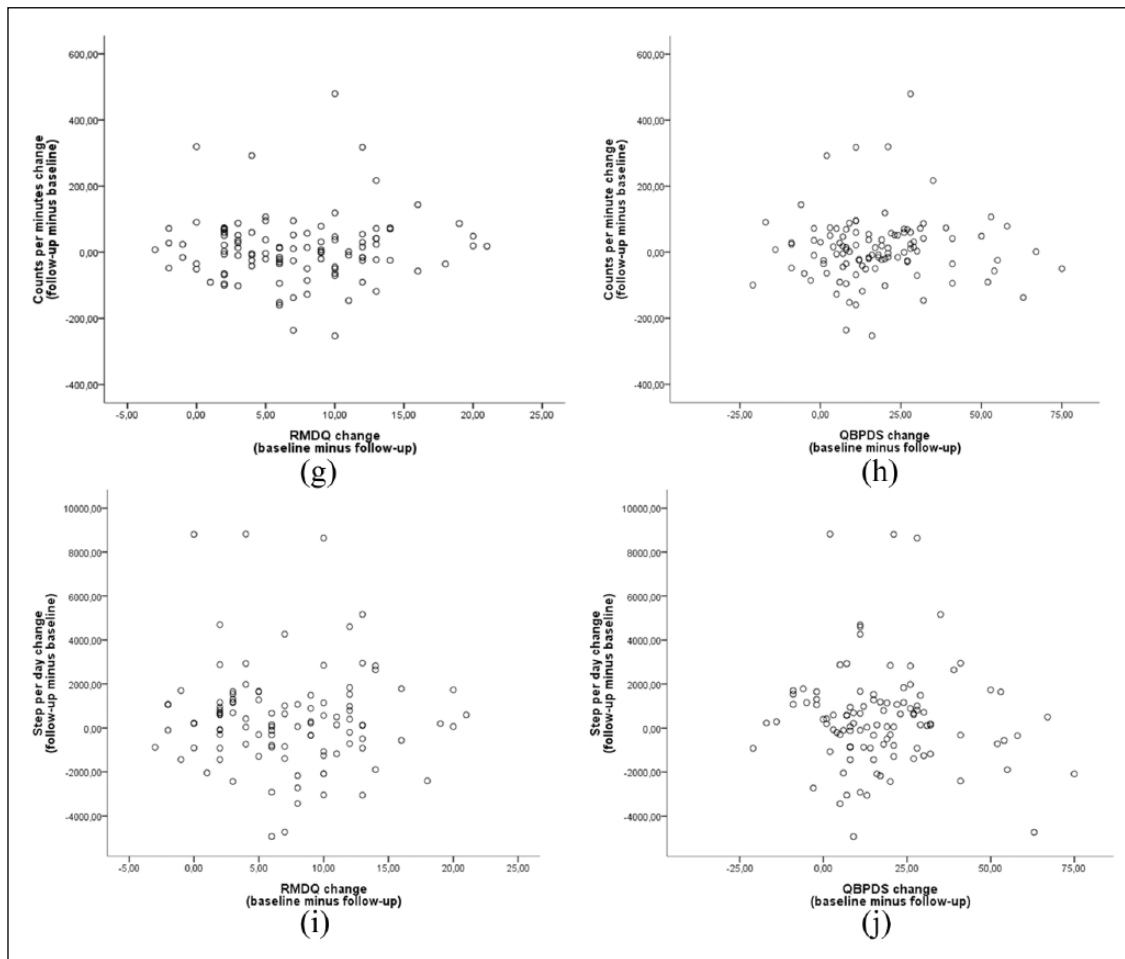 600,00
400,00
200,00
,00
-200,00
-400,00
Counts per minutes change
(follow-up minus baseline)
-5,00 ,00 5,00 10,00 15,00 20,00 25,00
RMDQ change
(baseline minus follow-up)
(g)
600,00
400,00
200,00
,00
-200,00
-400,00
Counts per minute change
(follow-up minus baseline)
-25,00 ,00 25,00 50,00 75,00
QBPDS change
(baseline minus follow-up)
(h)
10000,00
8000,00
6000,00
4000,00
2000,00
,00
-2000,00
-4000,00
Step per day change
(follow-up minus baseline)
-5,00 ,00 5,00 10,00 15,00 20,00 25,00
RMDQ change
(baseline minus follow-up)
(i)
10000,00
8000,00
6000,00
4000,00
2000,00
,00
-2000,00
-4000,00
Step per day change
(follow-up minus baseline)
-25,00 ,00 25,00 50,00 75,00
QBPDS change
(baseline minus follow-up)
(j)